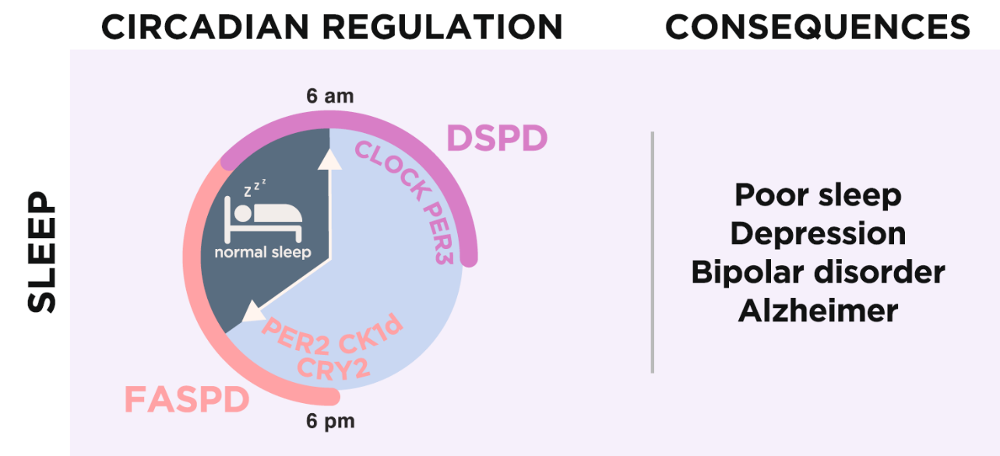 CIRCADIAN REGULATION
CONSEQUENCES
SLEEP
6 am
DSPD
CLOCK PER3
z z z
normal sleep
PER2 CK1d
CRY2
FASPD
6 pm
Poor sleep
Depression
Bipolar disorder
Alzheimer